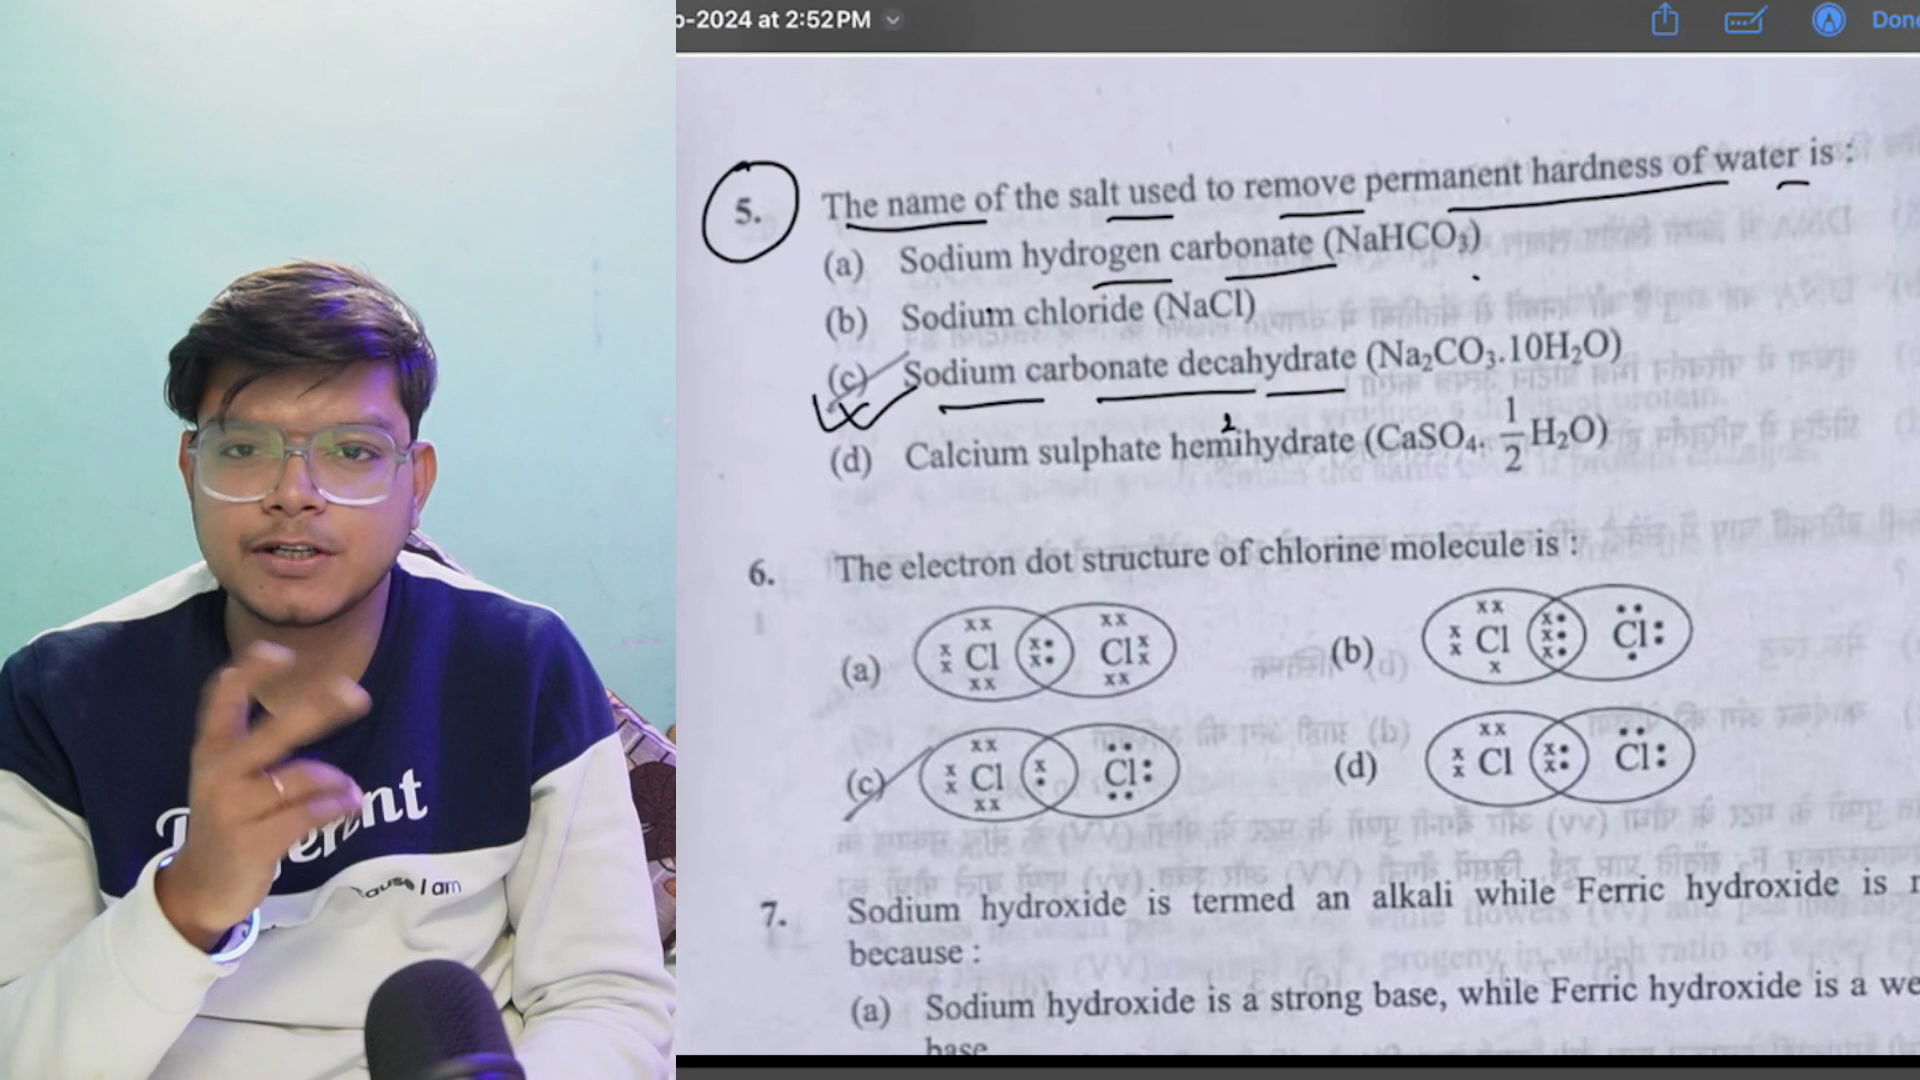 -2024 at 2:52PM
Done
5. The name of the salt used to remove permanent hardness of water is :
(a) Sodium hydrogen carbonate (NaHCO₃)
(b) Sodium chloride (NaCl)
(c) Sodium carbonate decahydrate (Na₂CO₃.10H₂O)
(d) Calcium sulphate hemihydrate (CaSO₄. 1/2 H₂O)
6. The electron dot structure of chlorine molecule is :
(a) Cl Cl (b) Cl Cl
(c) Cl Cl (d) Cl Cl
7. Sodium hydroxide is termed an alkali while Ferric hydroxide is
because :
(a) Sodium hydroxide is a strong base, while Ferric hydroxide is a we
base
ause I am